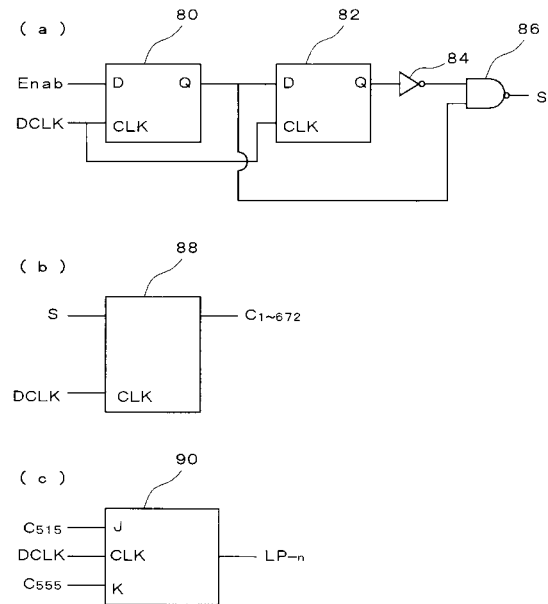 ( a )
80
82
84
86
Enab
D
Q
D
Q
S
DCLK
CLK
CLK
( b )
88
S
C1~672
DCLK
CLK
( c )
90
C515
J
DCLK
CLK
LP-n
C555
K